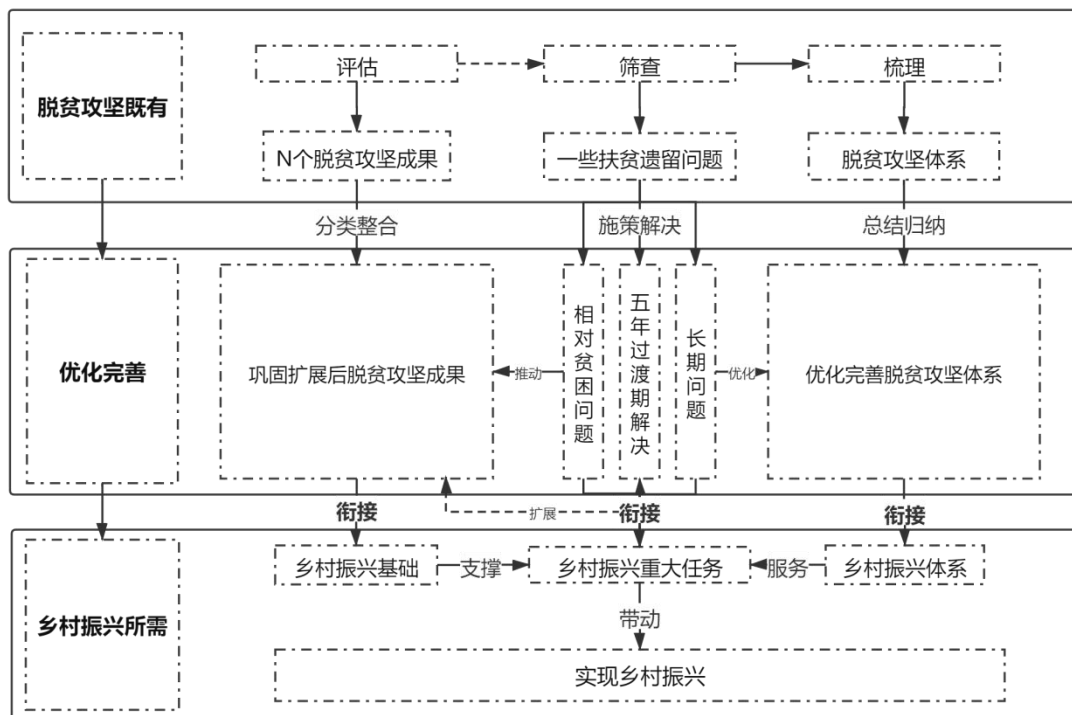 评估
筛查
梳理
脱贫攻坚既有
N个脱贫攻坚成果
一些扶贫遗留问题
脱贫攻坚体系
分类整合
施策解决
总结归纳
优化完善
巩固扩展后脱贫攻坚成果
推动
相对贫困问题
五年过渡期解决
长期问题
优化
优化完善脱贫攻坚体系
衔接
扩展
衔接
衔接
乡村振兴所需
乡村振兴基础
支撑
乡村振兴重大任务
服务
乡村振兴体系
带动
实现乡村振兴